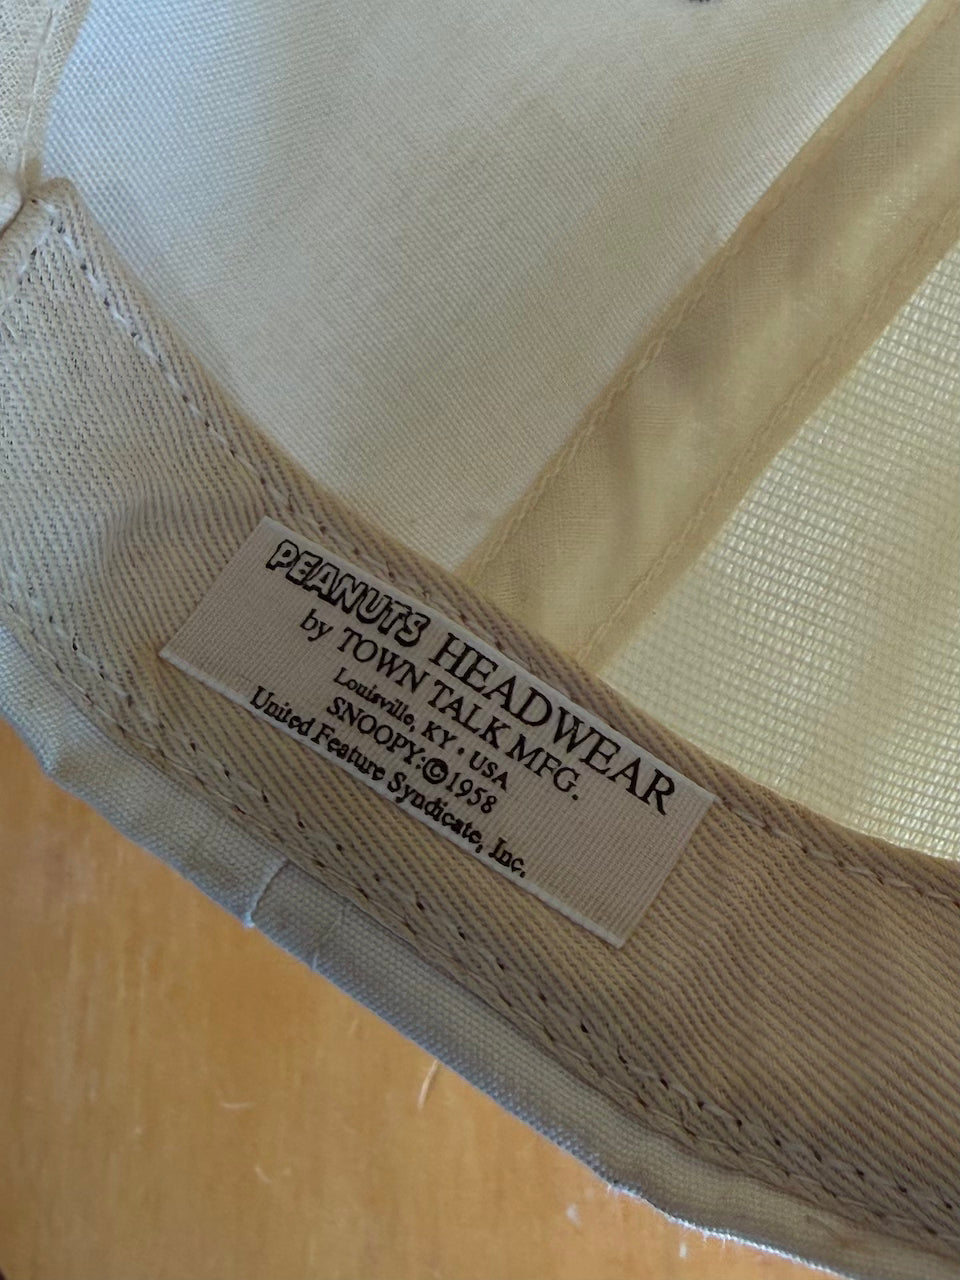 PEANUTS HEADWEAR
by TOWN TALK MFG.
Louisville, KY • USA
SNOOPY:©1958
United Feature Syndicate, Inc.